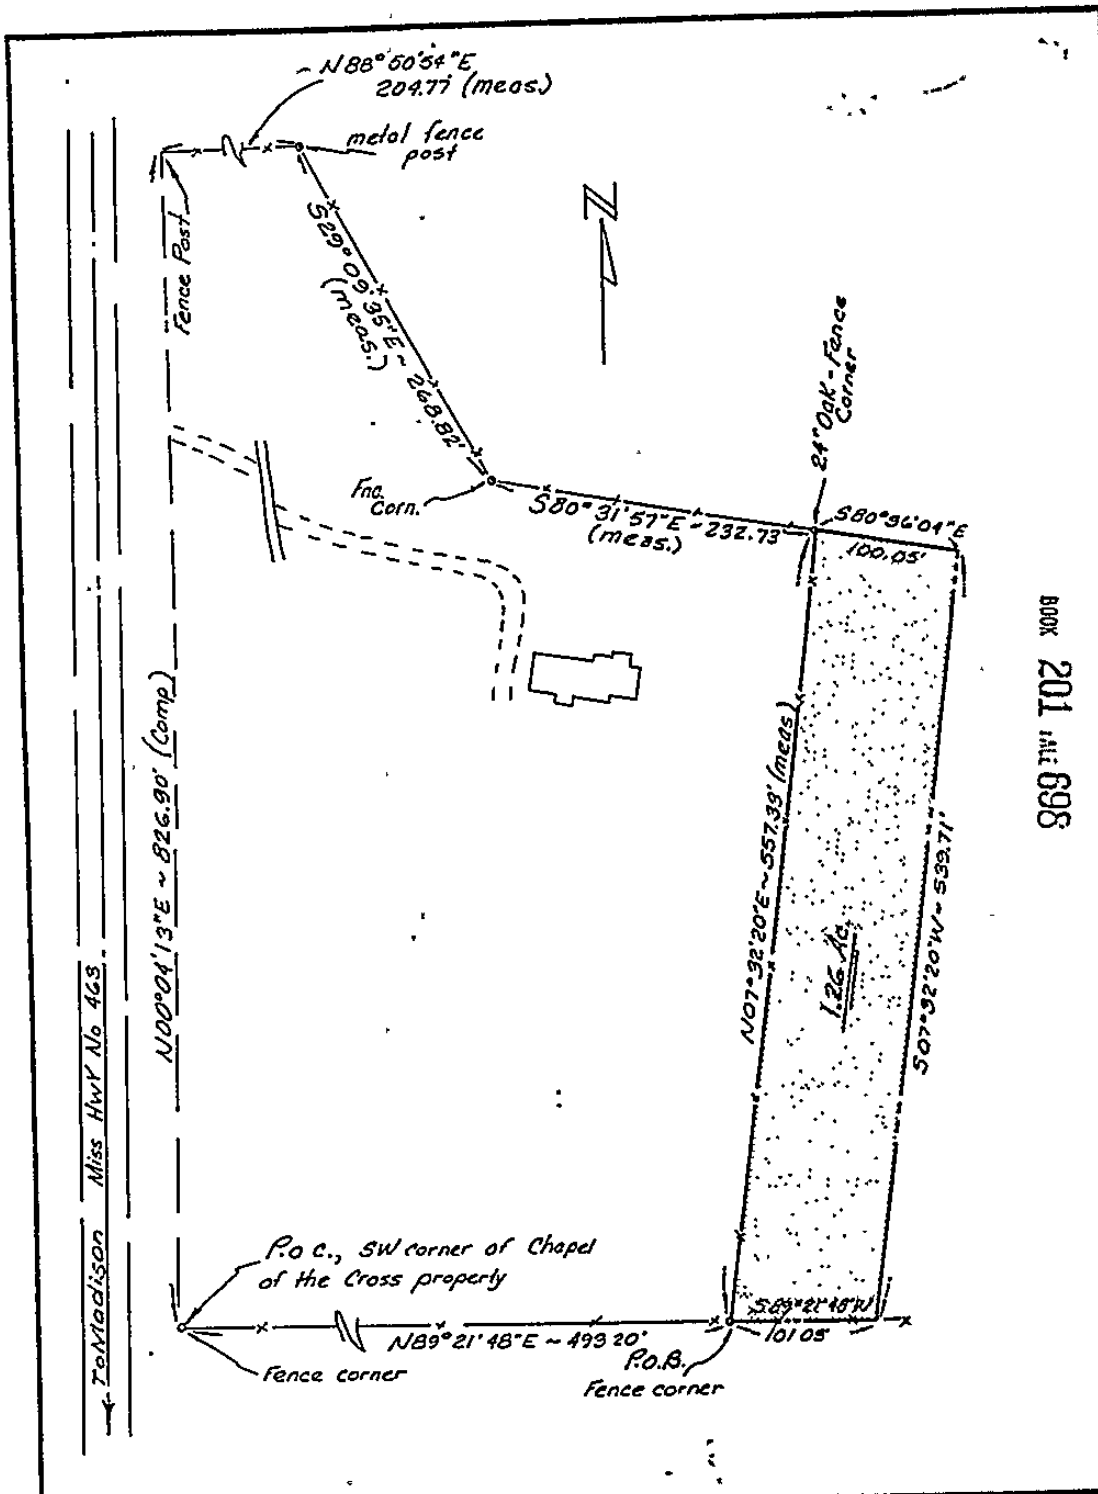 N88°50'54"E
204.77' (meas.)
metal fence
post
Fence Post
S29°09'35"E ~ 268.82'
(meas.)
24" Oak - Fence
Corner
Fnc.
Corn.
S80°31'57"E ~ 232.73'
(meas.)
S80°36'04"E
100.05'
BOOK 201 698
N00°04'13"E ~ 826.90' (Comp)
N07°32'20"E ~ 557.33' (meas)
1.26 Ac.
S07°32'20"W ~ 539.71'
To Madison Miss HWY No 463
P.o C., SW corner of Chapel
of the Cross property
Fence corner
N89°21'48"E ~ 493 20'
S89°21'48"W
101 05'
P.O.B.
Fence corner